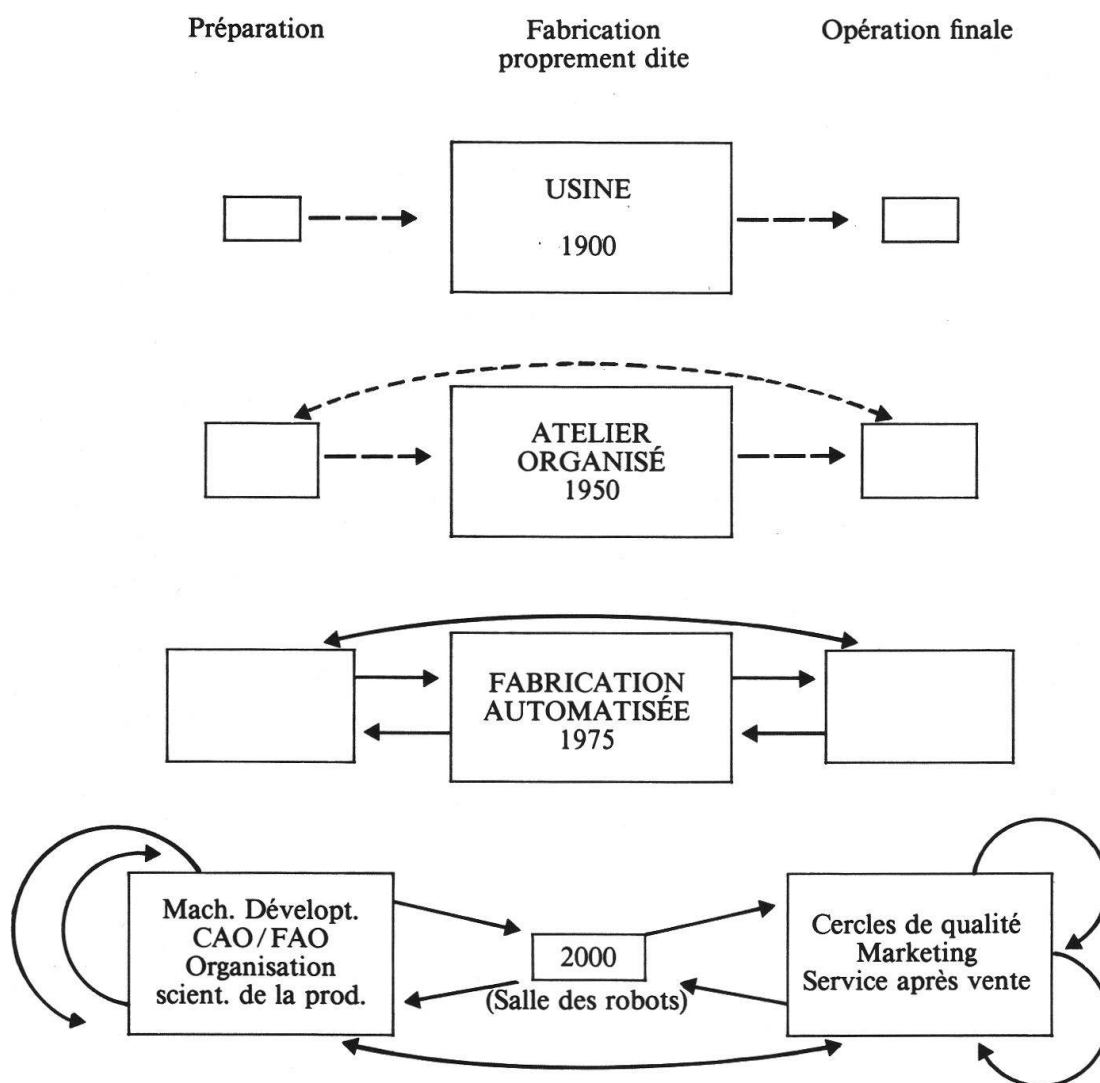 Préparation
Fabrication
proprement dite
Opération finale
USINE
1900
ATELIER
ORGANISÉ
1950
FABRICATION
AUTOMATISÉE
1975
Mach. Développt.
CAO/FAO
Organisation
scient. de la prod.
2000
(Salle des robots)
Cercles de qualité
Marketing
Service après vente